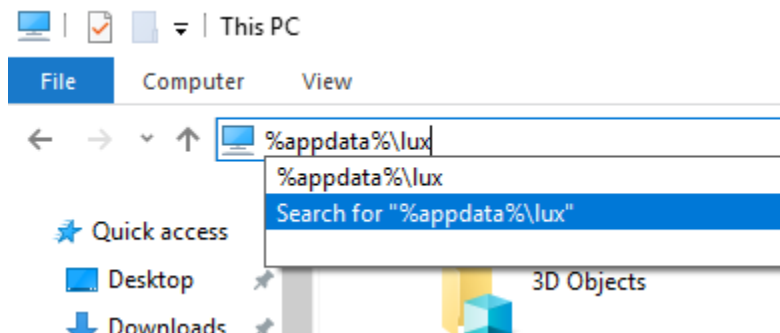 This PC
File Computer View
%appdata%\lux
%appdata%\lux
Search for "%appdata%\lux"
Quick access
Desktop
3D Objects
Downloads